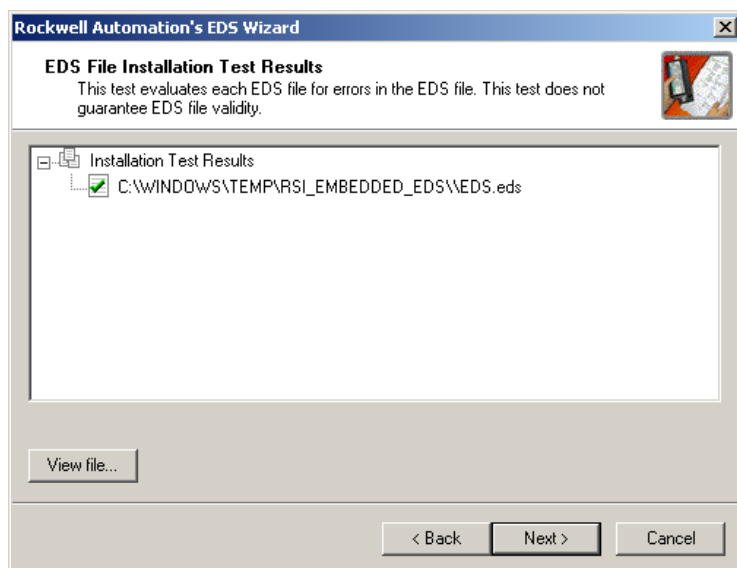 Rockwell Automation's EDS Wizard
EDS File Installation Test Results
This test evaluates each EDS file for errors in the EDS file. This test does not
guarantee EDS file validity.
Installation Test Results
C:\WINDOWS\TEMP\RSI_EMBEDDED_EDS\\EDS.eds
View file...
< Back
Next >
Cancel